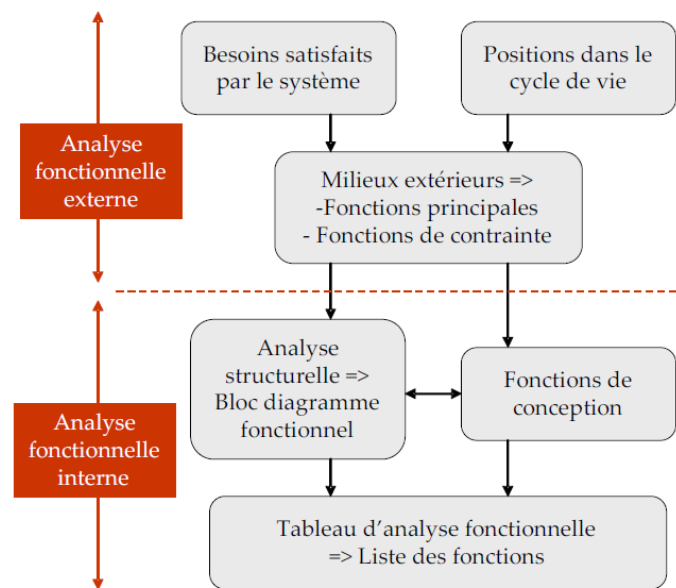 Besoins satisfaits
par le système
Positions dans le
cycle de vie
Analyse
fonctionnelle
externe
Milieux extérieurs =>
-Fonctions principales
- Fonctions de contrainte
Analyse
structurelle =>
Bloc diagramme
fonctionnel
Fonctions de
conception
Analyse
fonctionnelle
interne
Tableau d'analyse fonctionnelle
=> Liste des fonctions